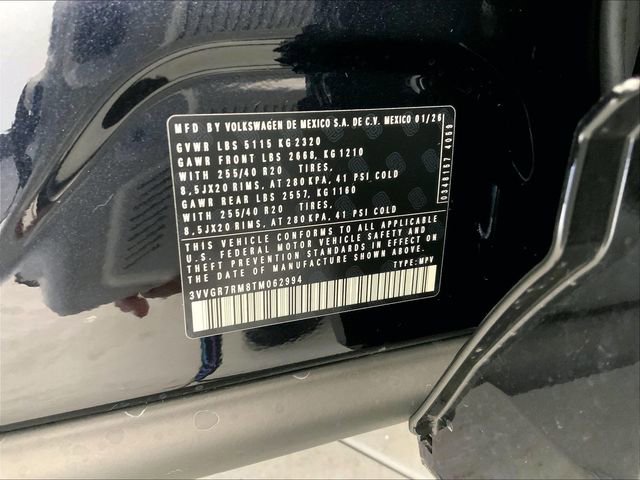 MFD BY VOLKSWAGEN DE MEXICO S.A. DE C.V. MEXICO 01/26
GVWR LBS 5115 KG 2320
GAWR FRONT LBS 2668, KG 1210
WITH 255/40 R20 TIRES,
8,5JX20 RIMS, AT 280 KPA, 41 PSI COLD
GAWR REAR LBS 2557, KG 1160
WITH 255/40 R20 TIRES,
8,5JX20 RIMS, AT 280 KPA, 41 PSI COLD
THIS VEHICLE CONFORMS TO ALL APPLICABLE
U.S. FEDERAL MOTOR VEHICLE SAFETY AND
THEFT PREVENTION STANDARDS IN EFFECT ON
THE DATE OF MANUFACTURE SHOWN ABOVE.
TYPE: MPV
3VVGR7RM8TM062994
0348157 4059